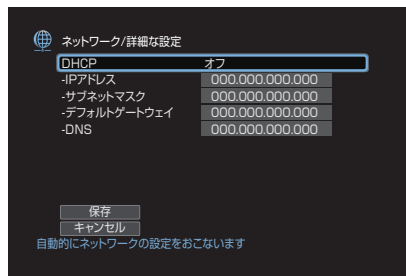 ネットワーク/詳細な設定
DHCP オフ
-IPアドレス 000.000.000.000
-サブネットマスク 000.000.000.000
-デフォルトゲートウェイ 000.000.000.000
-DNS 000.000.000.000
保存
キャンセル
自動的にネットワークの設定をおこないます